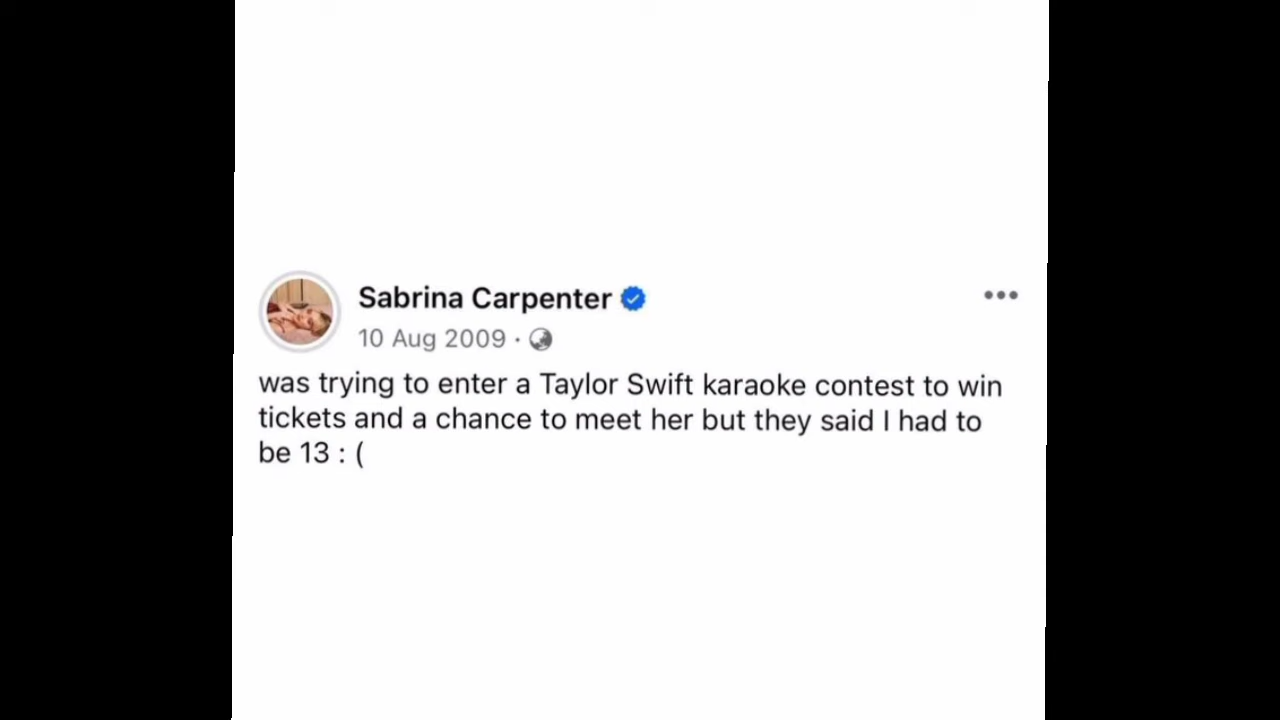 Sabrina Carpenter
10 Aug 2009 ·
was trying to enter a Taylor Swift karaoke contest to win
tickets and a chance to meet her but they said I had to
be 13 : (